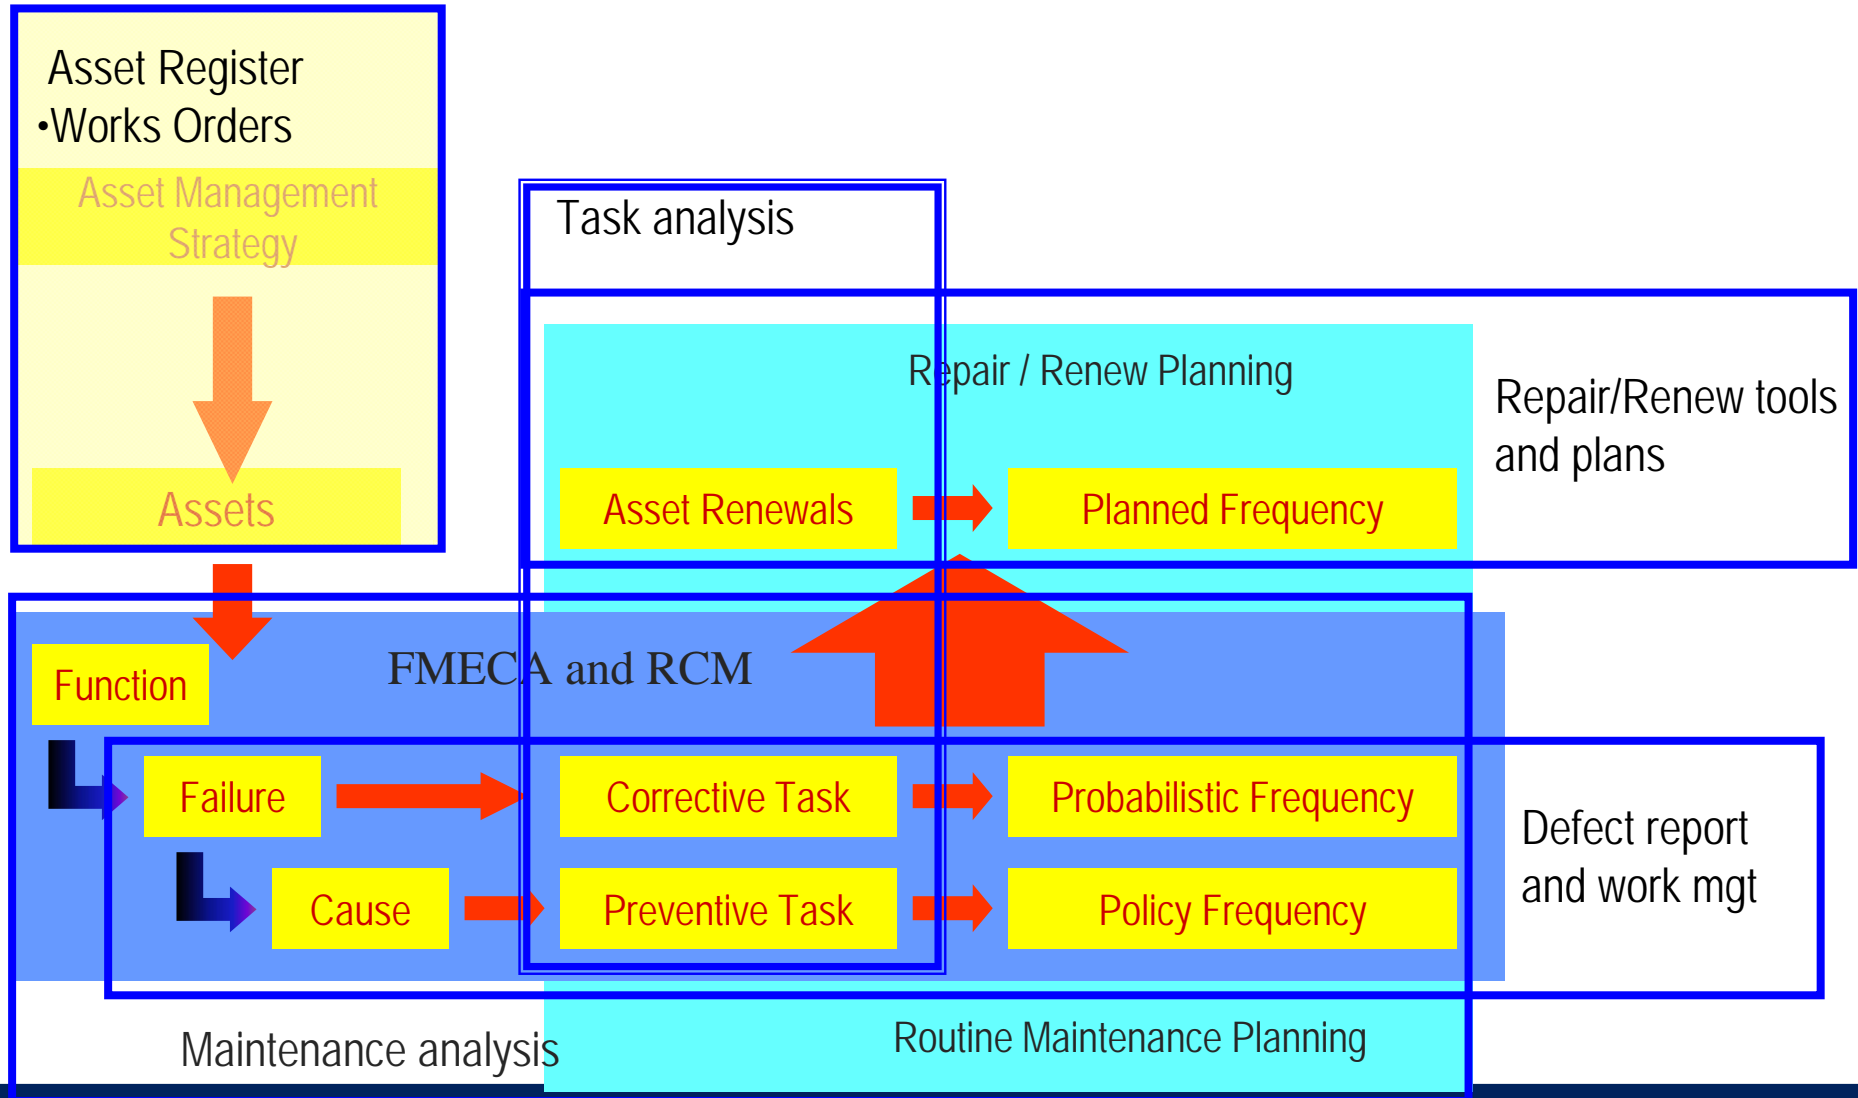 Asset Register
•Works Orders
Asset Management
Strategy
Assets
Task analysis
Repair / Renew Planning
Repair/Renew tools
and plans
Asset Renewals
Planned Frequency
FMECA and RCM
Function
Failure
Corrective Task
Probabilistic Frequency
Cause
Preventive Task
Policy Frequency
Defect report
and work mgt
Maintenance analysis
Routine Maintenance Planning